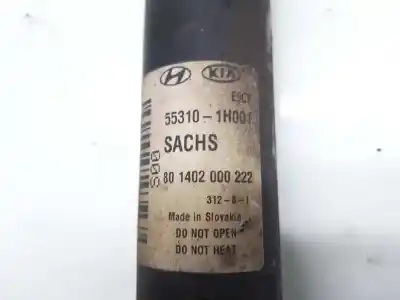 KIA
55310-1H001
SACHS
80 1402 000 222
312-8-1
Made in Slovakia
DO NOT OPEN
DO NOT HEAT
S00